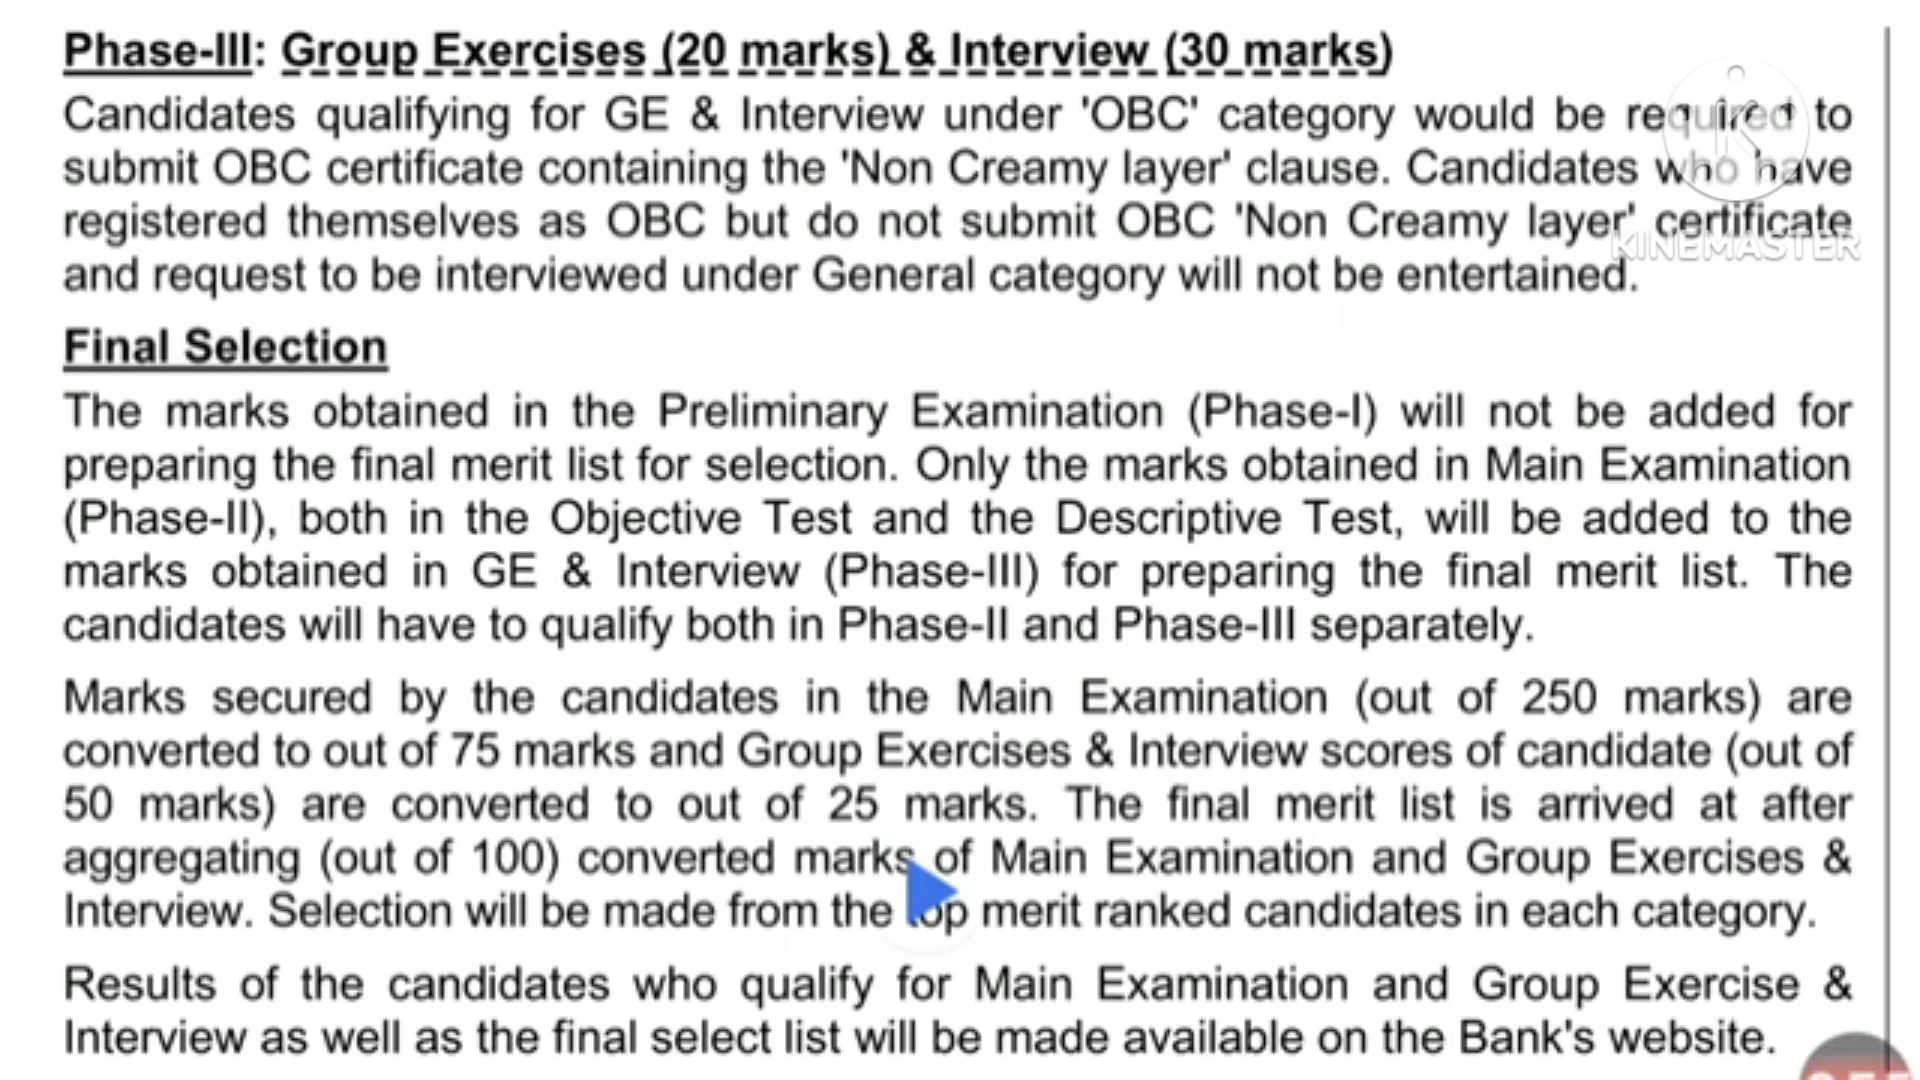 Phase-III: Group Exercises (20 marks) & Interview (30 marks)
Candidates qualifying for GE & Interview under 'OBC' category would be required to
submit OBC certificate containing the 'Non Creamy layer' clause. Candidates who have
registered themselves as OBC but do not submit OBC 'Non Creamy layer' certificate
and request to be interviewed under General category will not be entertained.
KINEMASTER
Final Selection
The marks obtained in the Preliminary Examination (Phase-I) will not be added for
preparing the final merit list for selection. Only the marks obtained in Main Examination
(Phase-II), both in the Objective Test and the Descriptive Test, will be added to the
marks obtained in GE & Interview (Phase-III) for preparing the final merit list. The
candidates will have to qualify both in Phase-II and Phase-III separately.
Marks secured by the candidates in the Main Examination (out of 250 marks) are
converted to out of 75 marks and Group Exercises & Interview scores of candidate (out of
50 marks) are converted to out of 25 marks. The final merit list is arrived at after
aggregating (out of 100) converted marks of Main Examination and Group Exercises &
Interview. Selection will be made from the top merit ranked candidates in each category.
Results of the candidates who qualify for Main Examination and Group Exercise &
Interview as well as the final select list will be made available on the Bank's website.